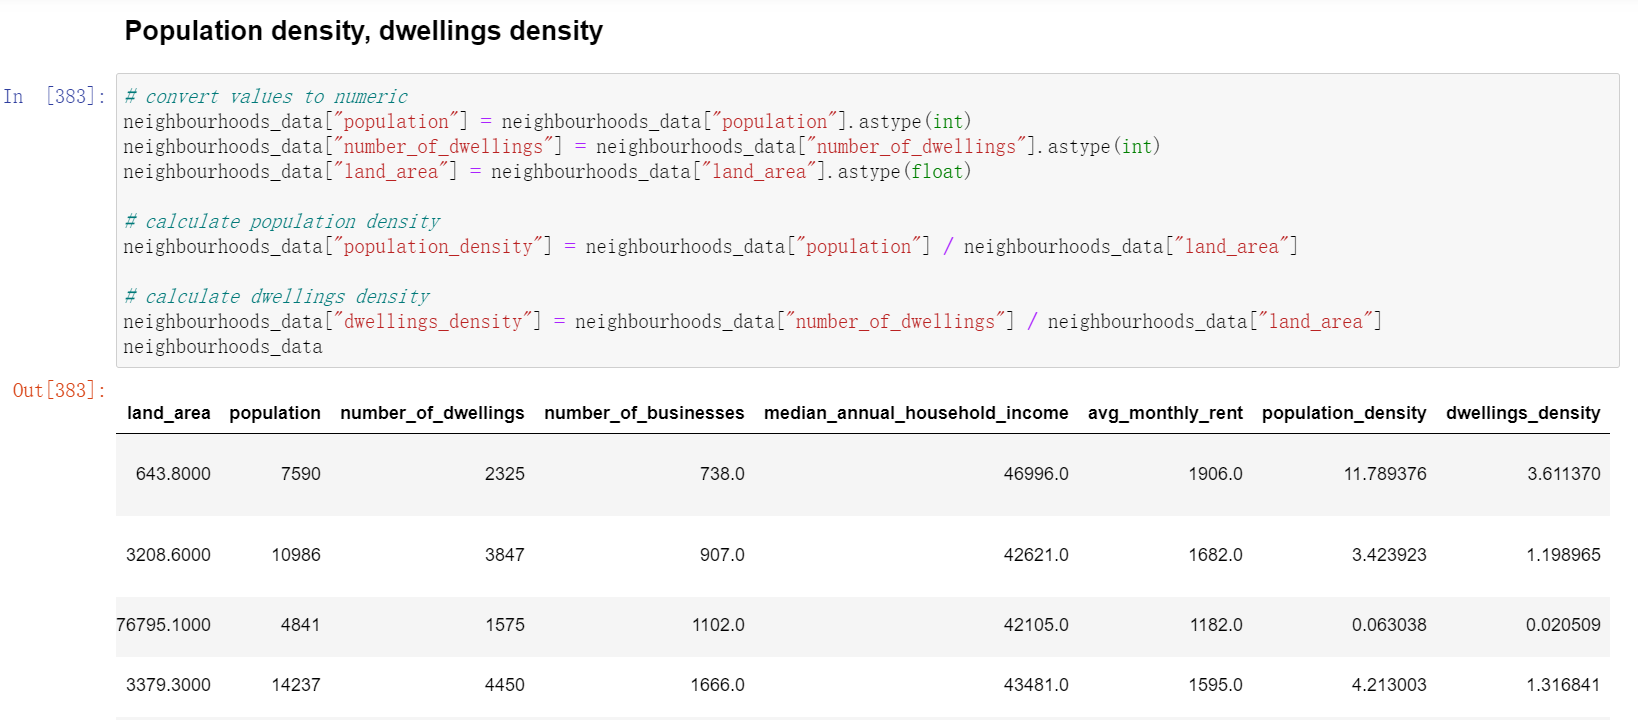 Population density, dwellings density
In [383]:
# convert values to numeric
neighbourhoods_data["population"] = neighbourhoods_data["population"].astype(int)
neighbourhoods_data["number_of_dwellings"] = neighbourhoods_data["number_of_dwellings"].astype(int)
neighbourhoods_data["land_area"] = neighbourhoods_data["land_area"].astype(float)
# calculate population density
neighbourhoods_data["population_density"] = neighbourhoods_data["population"] / neighbourhoods_data["land_area"]
# calculate dwellings density
neighbourhoods_data["dwellings_density"] = neighbourhoods_data["number_of_dwellings"] / neighbourhoods_data["land_area"]
neighbourhoods_data
Out[383]:
land_area population number_of_dwellings number_of_businesses median_annual_household_income avg_monthly_rent population_density dwellings_density
643.8000 7590 2325 738.0 46996.0 1906.0 11.789376 3.611370
3208.6000 10986 3847 907.0 42621.0 1682.0 3.423923 1.198965
76795.1000 4841 1575 1102.0 42105.0 1182.0 0.063038 0.020509
3379.3000 14237 4450 1666.0 43481.0 1595.0 4.213003 1.316841